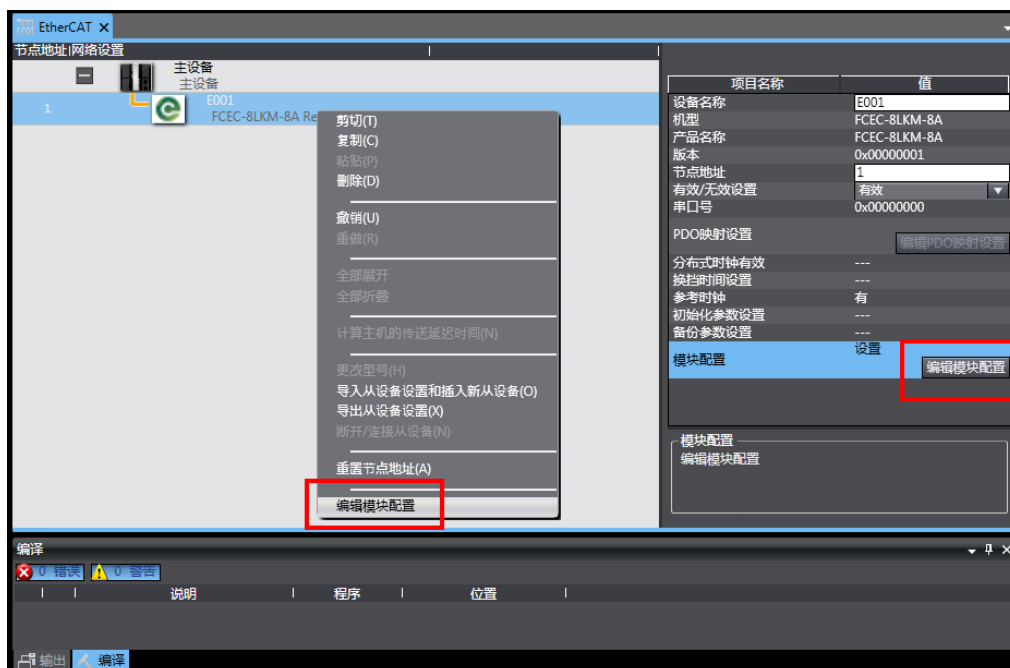 EtherCAT
节点地址|网络设置
主设备
主设备
1
E001
FCEC-8LKM-8A Re
剪切(T)
复制(C)
粘贴(P)
删除(D)
撤销(U)
重做(R)
全部展开
全部折叠
计算主机的传送延迟时间(N)
更改型号(H)
导入从设备设置和插入新从设备(O)
导出从设备设置(X)
断开/连接从设备(N)
重置节点地址(A)
编辑模块配置
项目名称 值
设备名称 E001
机型 FCEC-8LKM-8A
产品名称 FCEC-8LKM-8A
版本 0x00000001
节点地址 1
有效/无效设置 有效
串口号 0x00000000
PDO映射设置 编辑PDO映射设置
分布式时钟有效 ---
换挡时间设置 ---
参考时钟 有
初始化参数设置 ---
备份参数设置 ---
模块配置 设置
编辑模块配置
模块配置
编辑模块配置
编译
0 错误 0 警告
说明 程序 位置
输出 编译